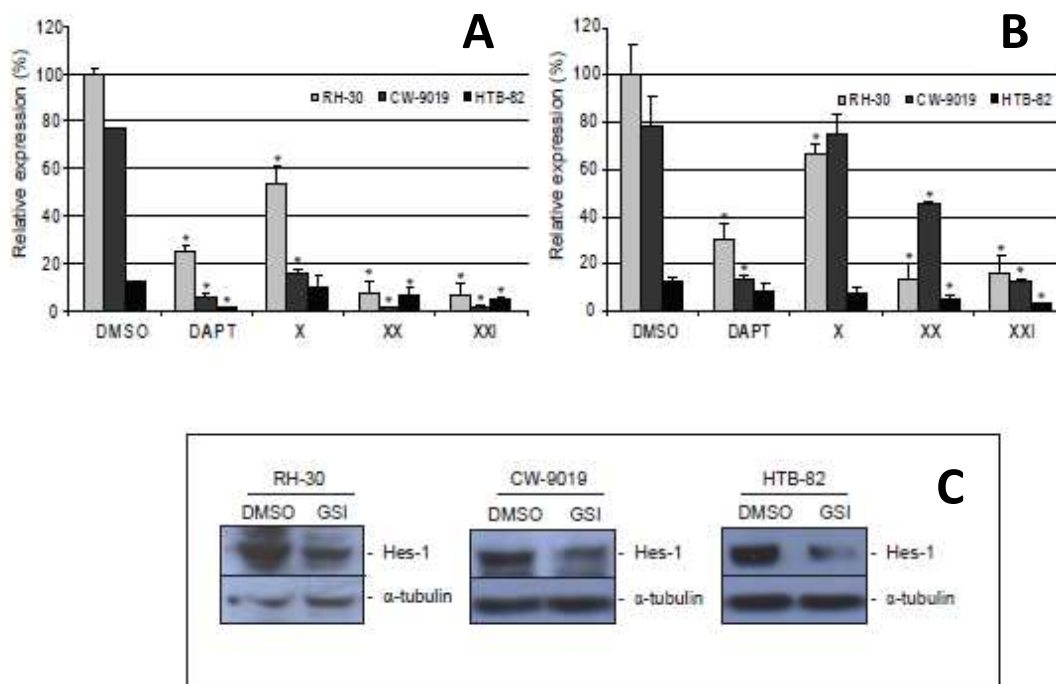 A
Relative expression (%)
120
100
80
60
40
20
0
RH-30 CW-9019 HTB-82
* * * * * * * * * * *
DMSO DAPT X XX XXI
B
Relative expression (%)
120
100
80
60
40
20
0
RH-30 CW-9019 HTB-82
* * * * * * * * *
DMSO DAPT X XX XXI
C
RH-30
DMSO GSI
- Hes-1
- α-tubulin
CW-9019
DMSO GSI
- Hes-1
- α-tubulin
HTB-82
DMSO GSI
- Hes-1
- α-tubulin